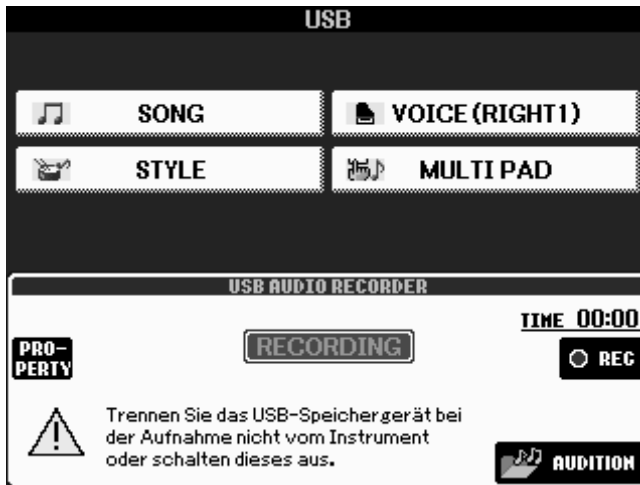 USB
SONG
VOICE(RIGHT1)
STYLE
MULTI PAD
USB AUDIO RECORDER
TIME 00:00
PRO-
PERTY
RECORDING
REC
Trennen Sie das USB-Speichergerät bei
der Aufnahme nicht vom Instrument
oder schalten dieses aus.
AUDITION